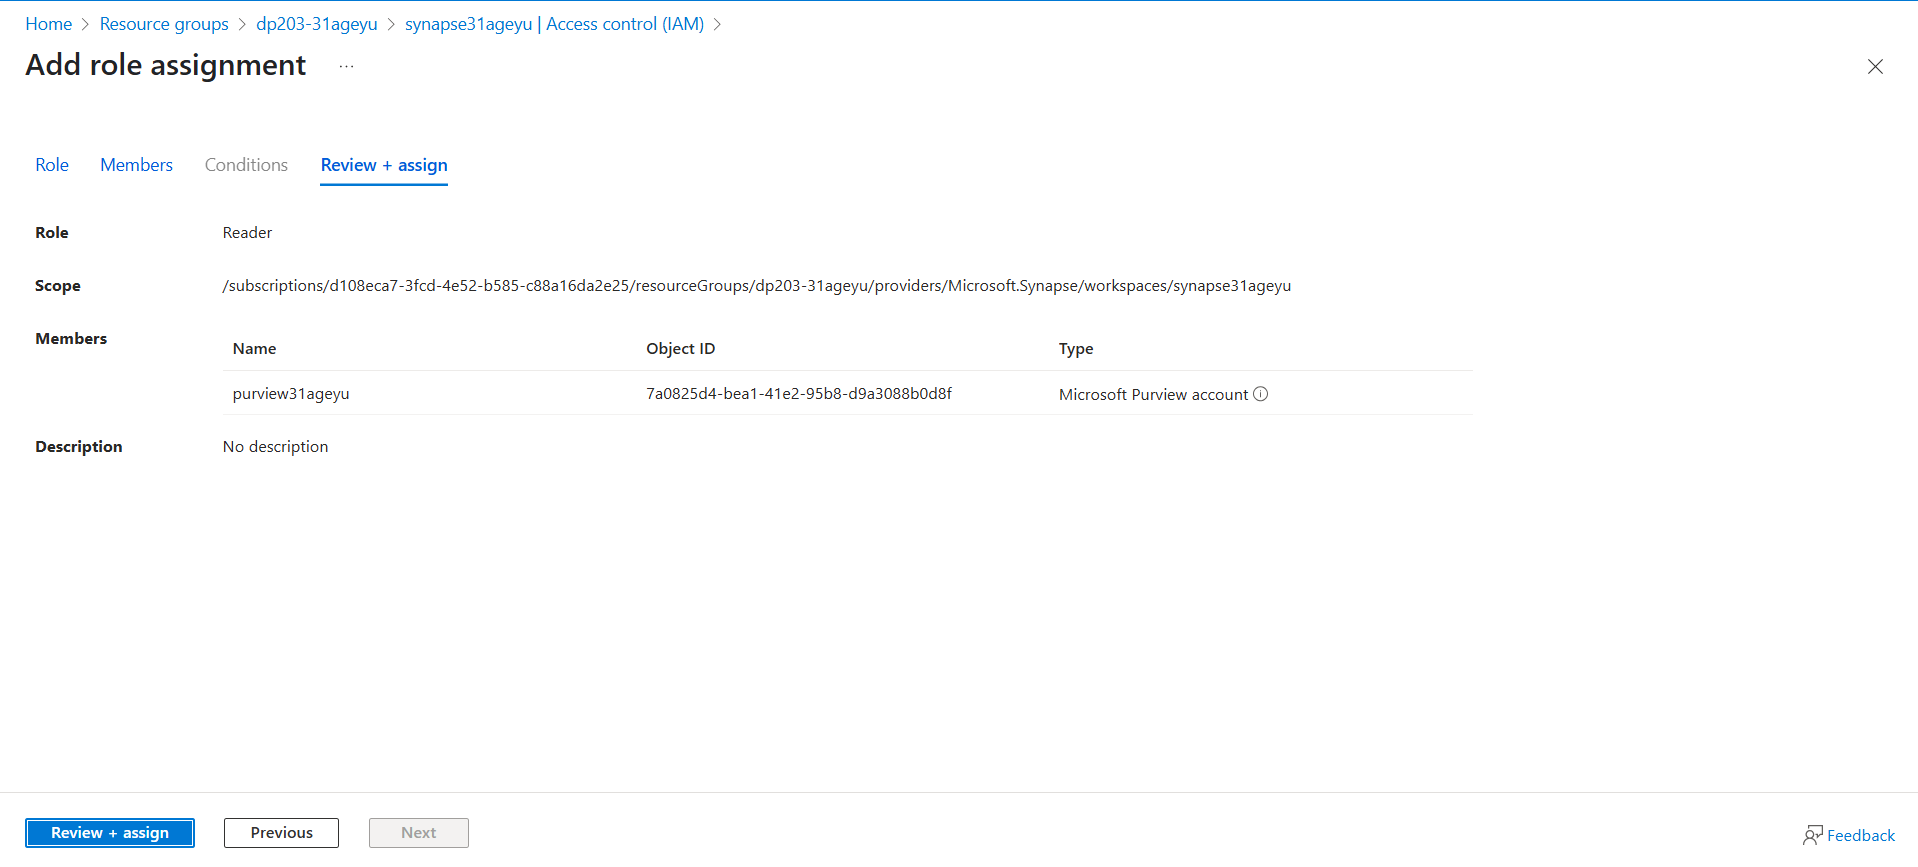 Home > Resource groups > dp203-31ageyu > synapse31ageyu | Access control (IAM) >
Add role assignment ...
Role Members Conditions Review + assign
Role Reader
Scope /subscriptions/d108eca7-3fcd-4e52-b585-c88a16da2e25/resourceGroups/dp203-31ageyu/providers/Microsoft.Synapse/workspaces/synapse31ageyu
Members
Name Object ID Type
purview31ageyu 7a0825d4-bea1-41e2-95b8-d9a3088b0d8f Microsoft Purview account
Description No description
Review + assign Previous Next
Feedback